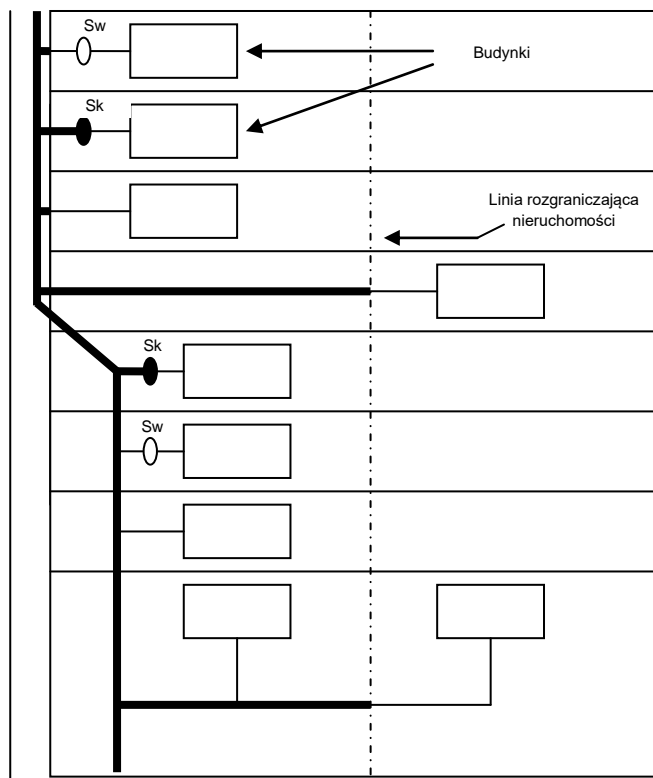 Sw
Budynki
Sk
Linia rozgraniczająca
nieruchomości
Sk
Sw